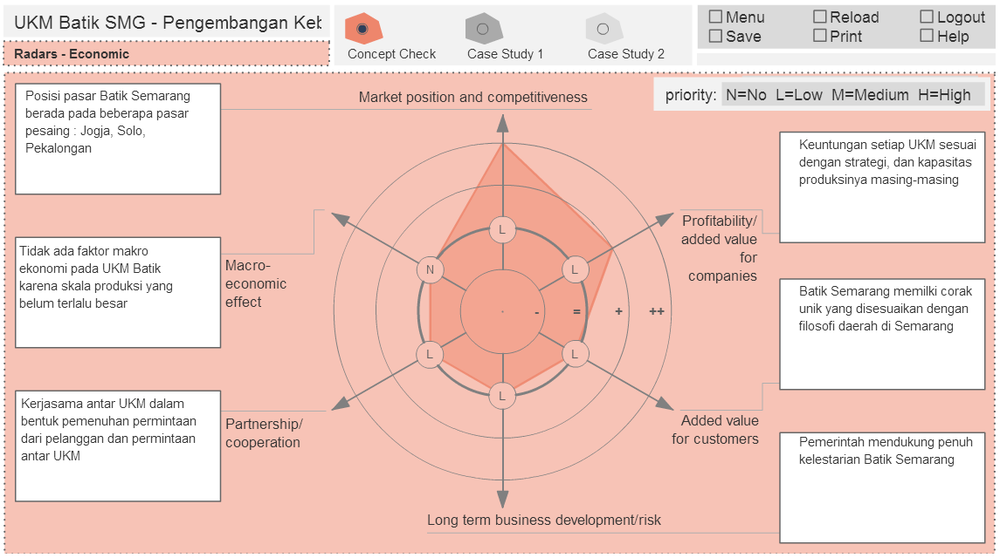 UKM Batik SMG - Pengembangan Keb
Radars - Economic
Concept Check
Case Study 1
Case Study 2
Menu
Reload
Logout
Save
Print
Help
priority: N=No L=Low M=Medium H=High
Posisi pasar Batik Semarang
berada pada beberapa pasar
pesaing : Jogja, Solo,
Pekalongan
Market position and competitiveness
Keuntungan setiap UKM sesuai
dengan strategi, dan kapasitas
produksinya masing-masing
Profitability/
added value
for
companies
Tidak ada faktor makro
ekonomi pada UKM Batik
karena skala produksi yang
belum terlalu besar
Macro-
economic
effect
L
N
L
- = + ++
L
L
L
Batik Semarang memilki corak
unik yang disesuaikan dengan
filosofi daerah di Semarang
Added value
for customers
Kerjasama antar UKM dalam
bentuk pemenuhan permintaan
dari pelanggan dan permintaan
antar UKM
Partnership/
cooperation
Pemerintah mendukung penuh
kelestarian Batik Semarang
Long term business development/risk